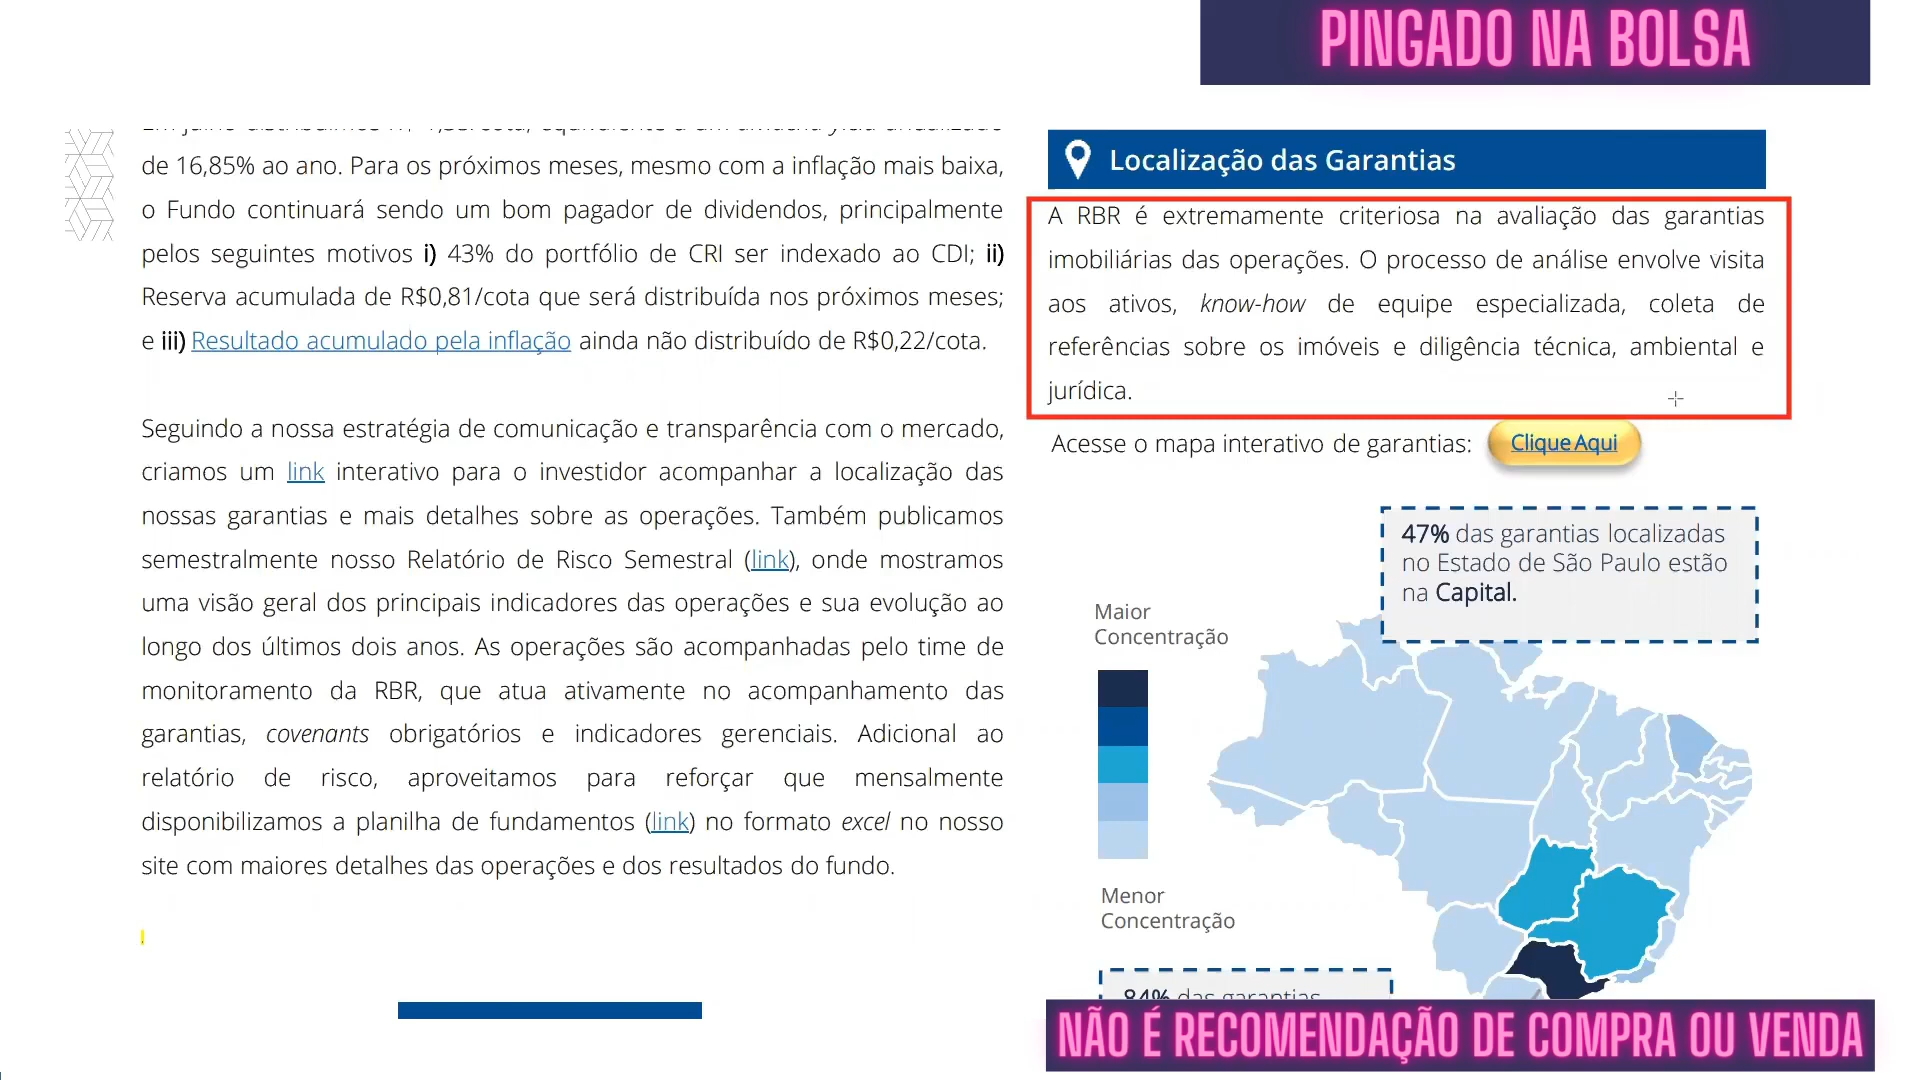 PINGADO NA BOLSA
de 16,85% ao ano. Para os próximos meses, mesmo com a inflação mais baixa,
o Fundo continuará sendo um bom pagador de dividendos, principalmente
pelos seguintes motivos i) 43% do portfólio de CRI ser indexado ao CDI; ii)
Reserva acumulada de R$0,81/cota que será distribuída nos próximos meses;
e iii) Resultado acumulado pela inflação ainda não distribuído de R$0,22/cota.
Seguindo a nossa estratégia de comunicação e transparência com o mercado,
criamos um link interativo para o investidor acompanhar a localização das
nossas garantias e mais detalhes sobre as operações. Também publicamos
semestralmente nosso Relatório de Risco Semestral (link), onde mostramos
uma visão geral dos principais indicadores das operações e sua evolução ao
longo dos últimos dois anos. As operações são acompanhadas pelo time de
monitoramento da RBR, que atua ativamente no acompanhamento das
garantias, covenants obrigatórios e indicadores gerenciais. Adicional ao
relatório de risco, aproveitamos para reforçar que mensalmente
disponibilizamos a planilha de fundamentos (link) no formato excel no nosso
site com maiores detalhes das operações e dos resultados do fundo.
Localização das Garantias
A RBR é extremamente criteriosa na avaliação das garantias
imobiliárias das operações. O processo de análise envolve visita
aos ativos, know-how de equipe especializada, coleta de
referências sobre os imóveis e diligência técnica, ambiental e
jurídica.
Acesse o mapa interativo de garantias: Clique Aqui
47% das garantias localizadas
no Estado de São Paulo estão
na Capital.
Maior
Concentração
Menor
Concentração
84% das garantias
NÃO É RECOMENDAÇÃO DE COMPRA OU VENDA